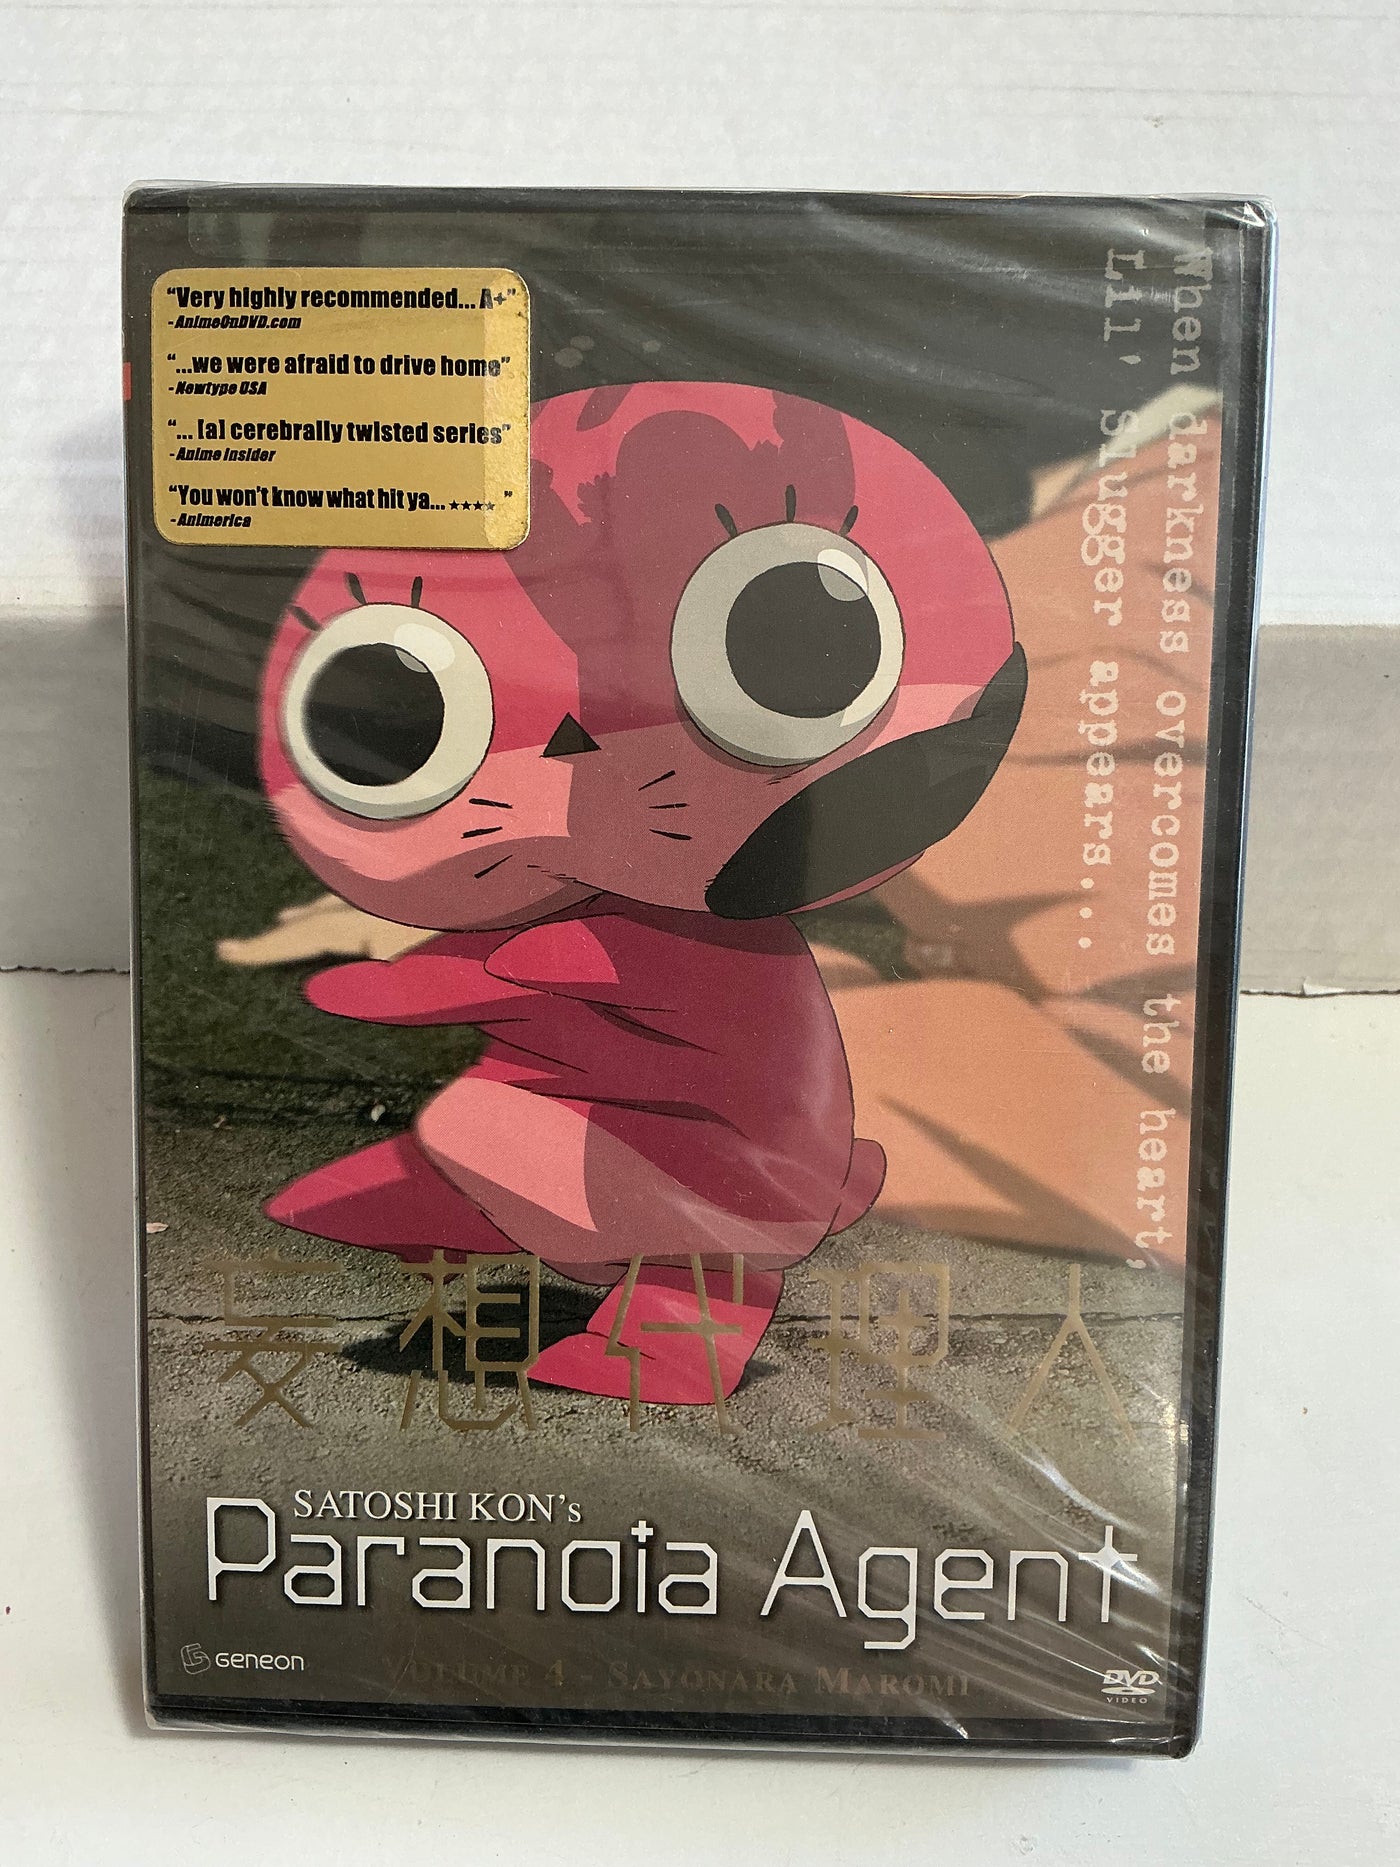 “Very highly recommended... A+”
-AnimeOnDVD.com
“...we were afraid to drive home”
-Newtype USA
“... [a] cerebrally twisted series”
-Anime Insider
“You won't know what hit ya... ★★★★ ”
-Animerica
When darkness overcomes the heart,
Lil' Slugger appears...
妄想代理人
SATOSHI KON's
Paranoia Agent
GENEON
VOLUME 4 - SAYONARA MAROMI
DVD
VIDEO